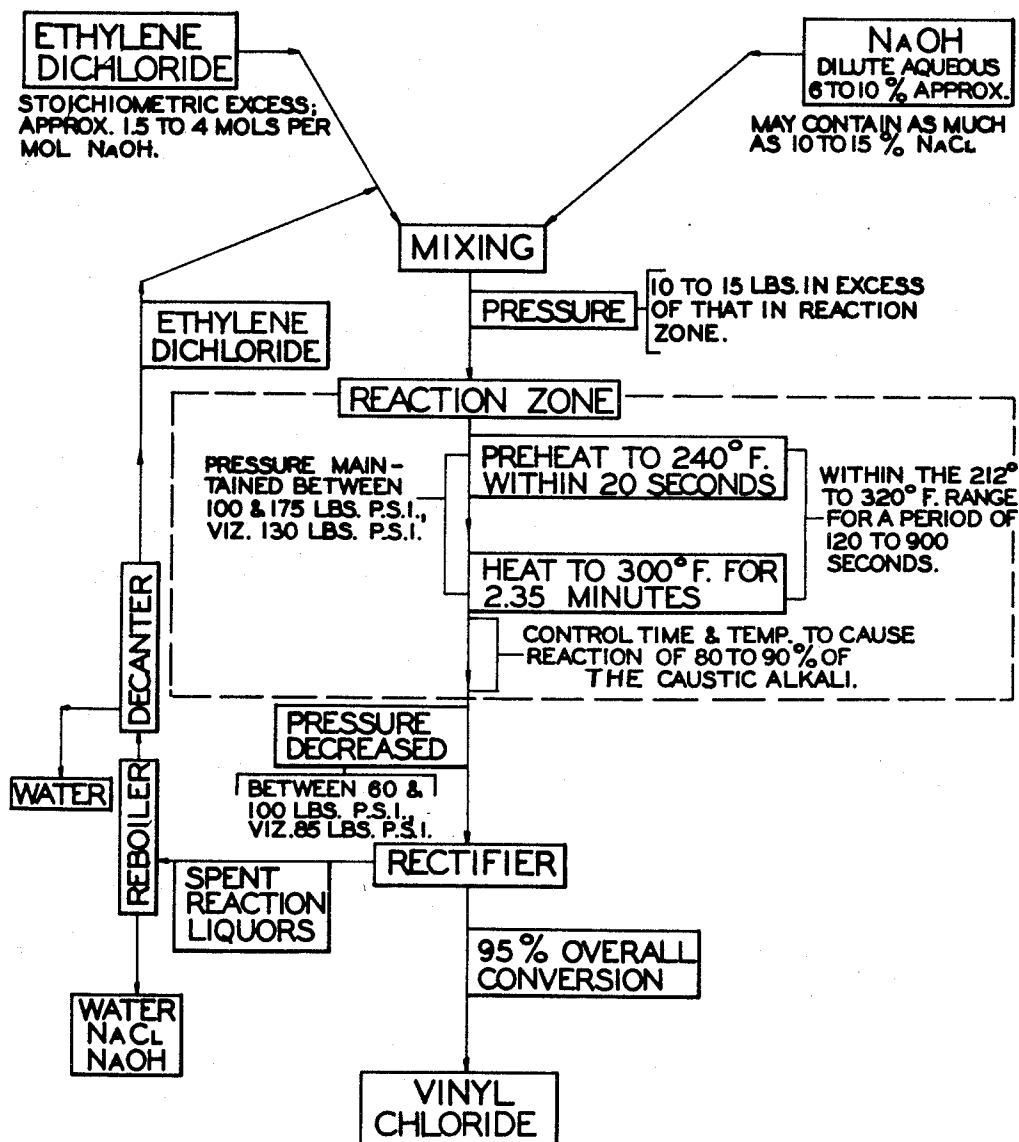 ETHYLENE
DICHLORIDE
STOICHIOMETRIC EXCESS;
APPROX. 1.5 TO 4 MOLS PER
MOL NAOH.
NAOH
DILUTE AQUEOUS
6 TO 10 % APPROX.
MAY CONTAIN AS MUCH
AS 10 TO 15 % NACL
MIXING
PRESSURE
10 TO 15 LBS. IN EXCESS
OF THAT IN REACTION
ZONE.
ETHYLENE
DICHLORIDE
REACTION ZONE
PRESSURE MAIN-
TAINED BETWEEN
100 & 175 LBS. P.S.I.,
VIZ. 130 LBS. P.S.I.
PREHEAT TO 240° F.
WITHIN 20 SECONDS
WITHIN THE 212°
TO 320° F. RANGE
FOR A PERIOD OF
120 TO 900
SECONDS.
HEAT TO 300° F. FOR
2.35 MINUTES
CONTROL TIME & TEMP. TO CAUSE
REACTION OF 80 TO 90% OF
THE CAUSTIC ALKALI.
DECANTER
PRESSURE
DECREASED
WATER
BETWEEN 60 &
100 LBS. P.S.I.,
VIZ. 85 LBS. P.S.I.
REBOILER
RECTIFIER
SPENT
REACTION
LIQUORS
95% OVERALL
CONVERSION
WATER
NACL
NAOH
VINYL
CHLORIDE